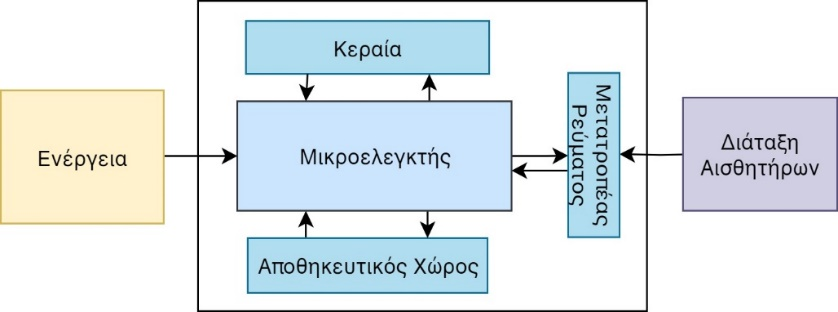 Κεραία
Ενέργεια
Μικροελεγκτής
Μετατροπέας
Ρεύματος
Διάταξη
Αισθητήρων
Αποθηκευτικός Χώρος